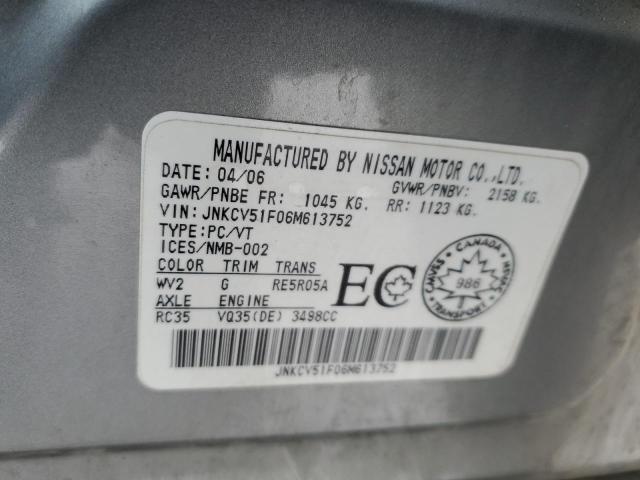 MANUFACTURED BY NISSAN MOTOR CO.,LTD.
DATE: 04/06 GVWR/PNBV: 2158 KG.
GAWR/PNBE FR: 1045 KG. RR: 1123 KG.
VIN: JNKCV51F06M613752
TYPE:PC/VT
ICES/NMB-002
COLOR TRIM TRANS
WV2 G RE5R05A
AXLE ENGINE
RC35 VQ35(DE) 3498CC
EC
CANADA
CMVSS
NSVAC
986
JNKCV51F06M613752